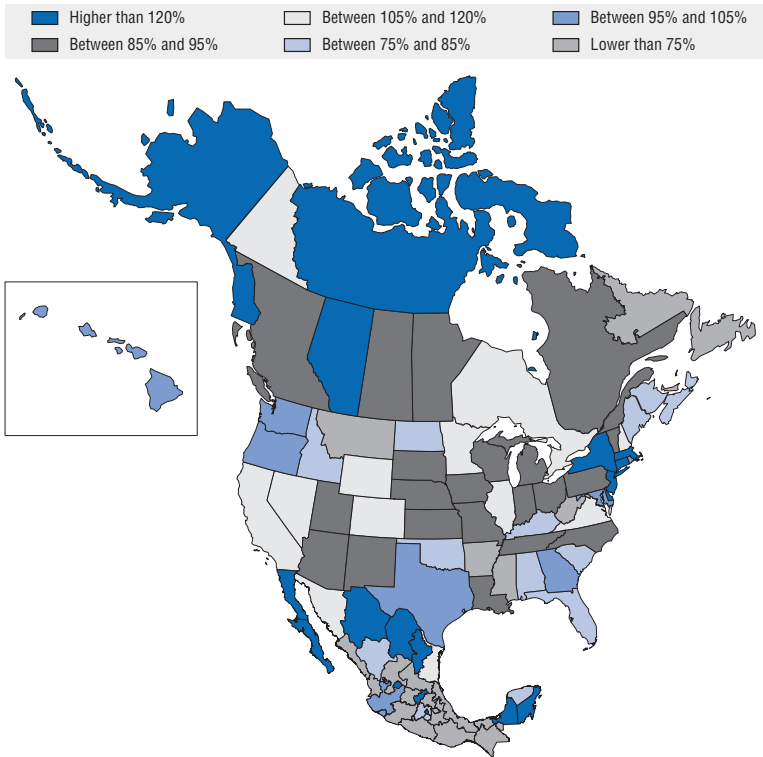 Higher than 120% Between 105% and 120% Between 95% and 105%
Between 85% and 95% Between 75% and 85% Lower than 75%